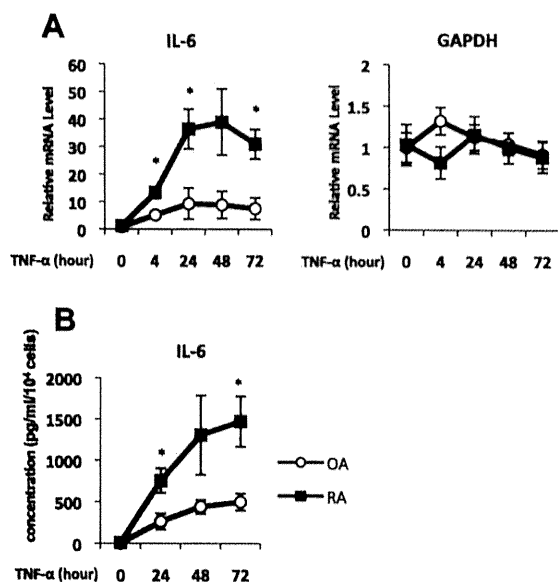 A
IL-6
Relative mRNA Level
60
50
40
30
20
10
0
*
*
*
TNF-α (hour) 0 4 24 48 72
GAPDH
Relative mRNA Level
2
1.5
1
0.5
0
TNF-α (hour) 0 4 24 48 72
B
IL-6
concentration (pg/ml/10⁴ cells)
2000
1500
1000
500
0
*
*
TNF-α (hour) 0 24 48 72
OA
RA